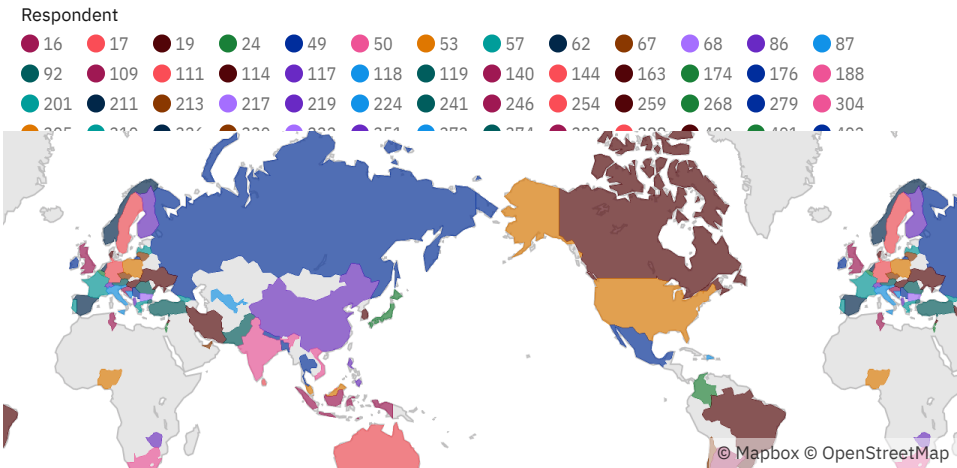 Respondent
16 17 19 24 49 50 53 57 62 67 68 86 87
92 109 111 114 117 118 119 140 144 163 174 176 188
201 211 213 217 219 224 241 246 254 259 268 279 304
© Mapbox © OpenStreetMap